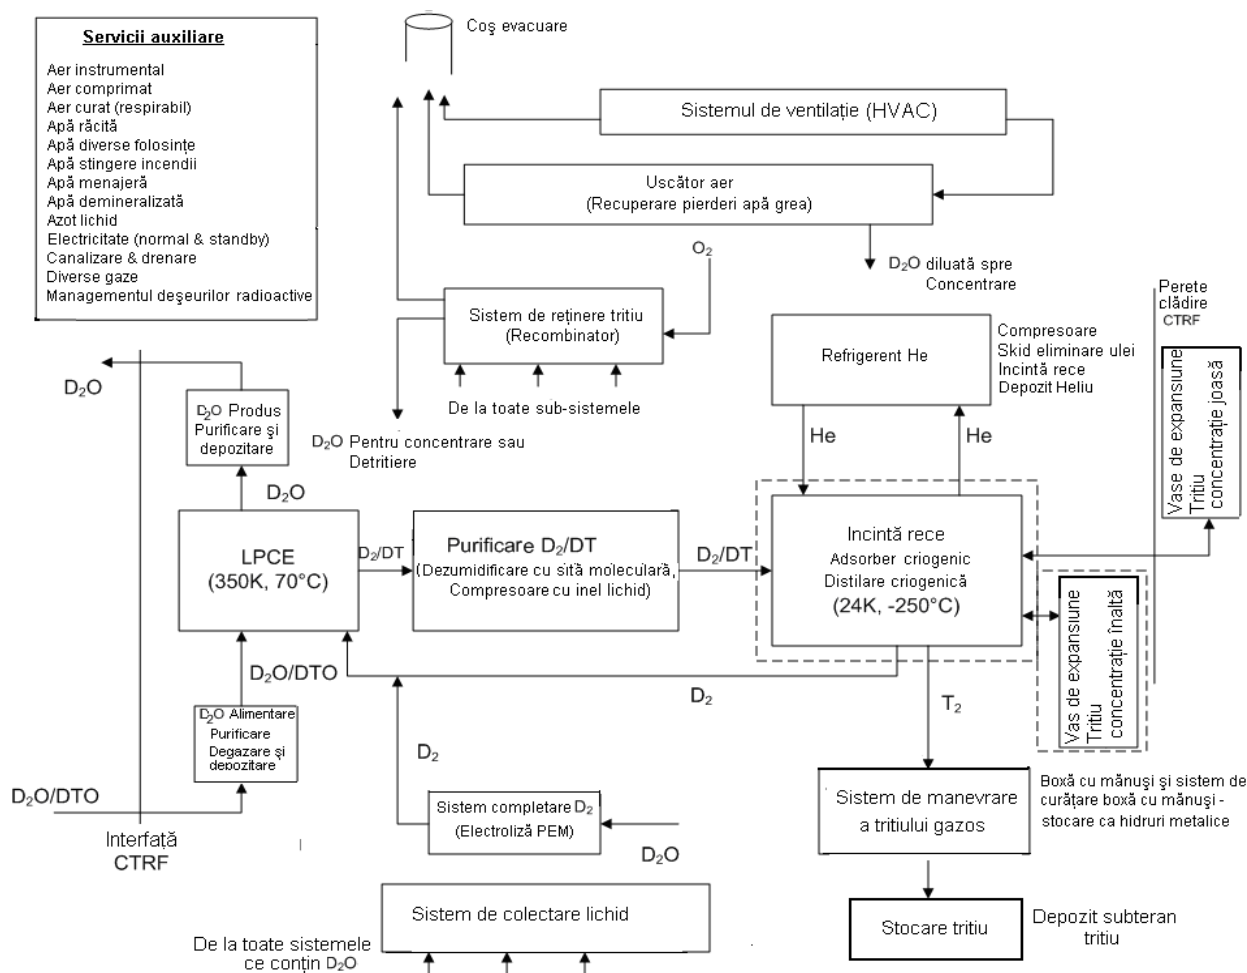 Servicii auxiliare
Aer instrumental
Aer comprimat
Aer curat (respirabil)
Apă răcită
Apă diverse folosințe
Apă stingere incendii
Apă menajeră
Apă demineralizată
Azot lichid
Electricitate (normal & standby)
Canalizare & drenare
Diverse gaze
Managementul deşeurilor radioactive
Coş evacuare
Sistemul de ventilație (HVAC)
Uscător aer
(Recuperare pierderi apă grea)
O₂
D₂O diluată spre
Concentrare
Sistem de reținere tritiu
(Recombinator)
De la toate sub-sistemele
D₂O Pentru concentrare sau
Detritiere
Refrigerent He
Compresoare
Skid eliminare ulei
Incintă rece
Depozit Heliu
Perete
clădire
CTRF
Vase de expansiune
Tritiu
concentrație joasă
D₂O
D₂O Produs
Purificare şi
depozitare
D₂O
He
He
LPCE
(350K, 70°C)
D₂/DT
Purificare D₂/DT
(Dezumidificare cu sită moleculară,
Compresoare cu inel lichid)
D₂/DT
Incintă rece
Adsorber criogenic
Distilare criogenică
(24K, -250°C)
Vas de expansiune
Tritiu
concentrație înaltă
D₂O/DTO
D₂
T₂
D₂O Alimentare
Purificare
Degazare şi
depozitare
D₂O/DTO
Interfață
CTRF
D₂
Sistem completare D₂
(Electroliză PEM)
D₂O
Sistem de manevrare
a tritiului gazos
Boxă cu mănuşi şi sistem de
curățare boxă cu mănuşi -
stocare ca hidruri metalice
Sistem de colectare lichid
De la toate sistemele
ce conțin D₂O
Stocare tritiu
Depozit subteran
tritiu